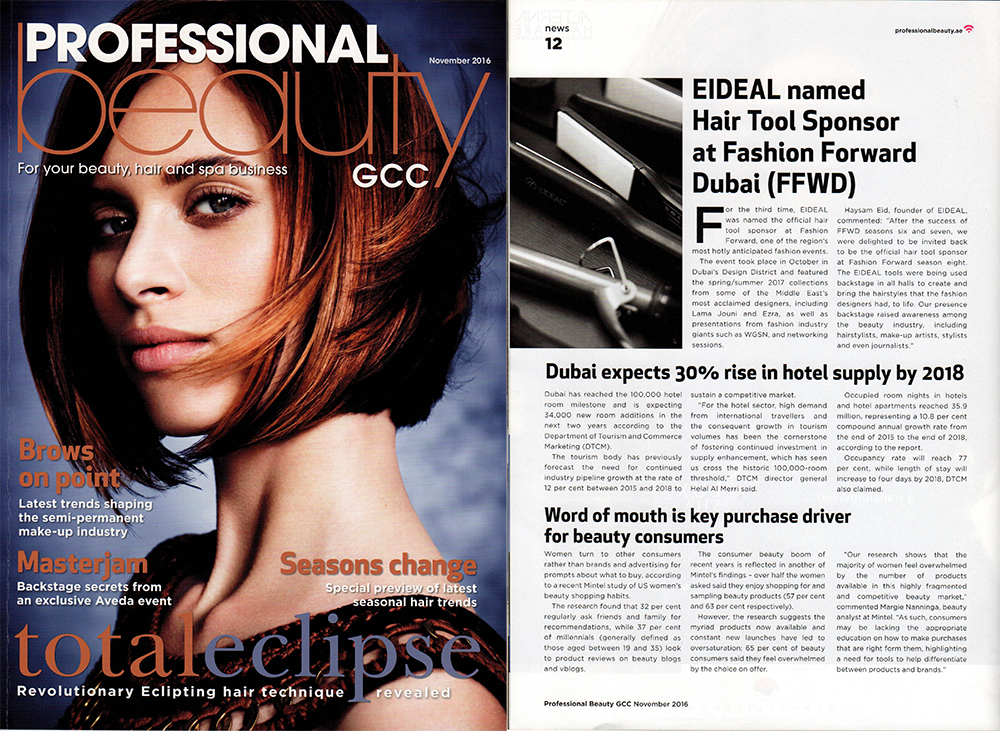 PROFESSIONAL
beauty
November 2016
For your beauty, hair and spa business
GCC
Brows
on point
Latest trends shaping
the semi-permanent
make-up industry
Masterjam
Backstage secrets from
an exclusive Aveda event
Seasons change
Special preview of latest
seasonal hair trends
totaleclipse
Revolutionary Eclipting hair technique revealed
news
12
professionalbeauty.ae
EIDEAL named
Hair Tool Sponsor
at Fashion Forward
Dubai (FFWD)
For the third time, EIDEAL
was named the official hair
tool sponsor at Fashion
Forward, one of the region's
most hotly anticipated fashion events.
The event took place in October in
Dubai's Design District and featured
the spring/summer 2017 collections
from some of the Middle East's
most acclaimed designers, including
Lama Jouni and Ezra, as well as
presentations from fashion industry
giants such as WGSN, and networking
sessions.
Haysam Eid, founder of EIDEAL,
commented: "After the success of
FFWD seasons six and seven, we
were delighted to be invited back
to be the official hair tool sponsor
at Fashion Forward season eight.
The EIDEAL tools were being used
backstage in all halls to create and
bring the hairstyles that the fashion
designers had, to life. Our presence
backstage raised awareness among
the beauty industry, including
hairstylists, make-up artists, stylists
and even journalists."
Dubai expects 30% rise in hotel supply by 2018
Dubai has reached the 100,000 hotel
room milestone and is expecting
34,000 new room additions in the
next two years according to the
Department of Tourism and Commerce
Marketing (DTCM).
The tourism body has previously
forecast the need for continued
industry pipeline growth at the rate of
12 per cent between 2015 and 2018 to
sustain a competitive market.
"For the hotel sector, high demand
from international travellers and
the consequent growth in tourism
volumes has been the cornerstone
of fostering continued investment in
supply enhancement, which has seen
us cross the historic 100,000-room
threshold," DTCM director general
Helal Al Merri said.
Occupied room nights in hotels
and hotel apartments reached 35.9
million, representing a 10.8 per cent
compound annual growth rate from
the end of 2015 to the end of 2018,
according to the report.
Occupancy rate will reach 77
per cent, while length of stay will
increase to four days by 2018, DTCM
also claimed.
Word of mouth is key purchase driver
for beauty consumers
Women turn to other consumers
rather than brands and advertising for
prompts about what to buy, according
to a recent Mintel study of US women's
beauty shopping habits.
The research found that 32 per cent
regularly ask friends and family for
recommendations, while 37 per cent
of millennials (generally defined as
those aged between 19 and 35) look
to product reviews on beauty blogs
and vblogs.
The consumer beauty boom of
recent years is reflected in another of
Mintel's findings - over half the women
asked said they enjoy shopping for and
sampling beauty products (57 per cent
and 63 per cent respectively).
However, the research suggests the
myriad products now available and
constant new launches have led to
oversaturation; 65 per cent of beauty
consumers said they feel overwhelmed
by the choice on offer.
"Our research shows that the
majority of women feel overwhelmed
by the number of products
available in this highly fragmented
and competitive beauty market,"
commented Margie Nanninga, beauty
analyst at Mintel. "As such, consumers
may be lacking the appropriate
education on how to make purchases
that are right form them, highlighting
a need for tools to help differentiate
between products and brands."
Professional Beauty GCC November 2016